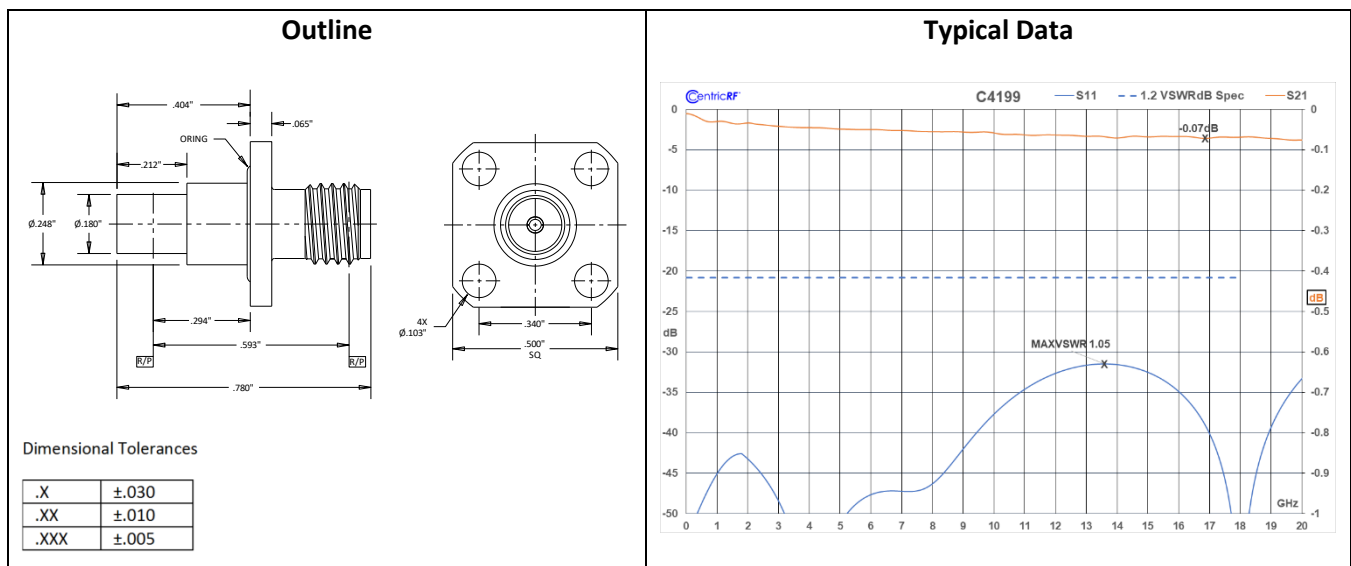 Outline
.404"
.065"
ORING
.212"
Ø.248"
Ø.180"
.294"
.593"
R/P
R/P
.780"
4X
Ø.103"
.340"
.500"
SQ
Dimensional Tolerances
.X ±.030
.XX ±.010
.XXX ±.005
Typical Data
CentricRF
C4199
S11
1.2 VSWRdB Spec
S21
0
-5
-10
-15
-20
-25
dB
-30
-35
-40
-45
-50
0
-0.1
-0.2
-0.3
-0.4
dB
-0.5
-0.6
-0.7
-0.8
-0.9
-1
-0.07dB
MAXVSWR 1.05
GHz
0 1 2 3 4 5 6 7 8 9 10 11 12 13 14 15 16 17 18 19 20